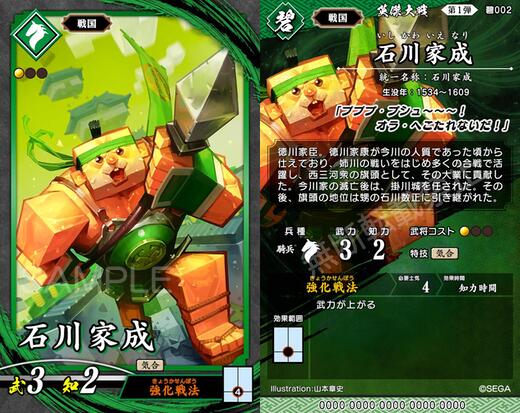 戦国
SAMPLE
石川家成
気合
武3 知2
きょうかせんぽう
強化戦法
4
碧
戦国
英傑大戦
第1弾
碧002
いしかわいえなり
石川家成
統一名称：石川家成
生没年：1534～1609
「ブブブ・ブシュ～～～！
オラ・へこたれないだ！」
徳川家臣。徳川家康が今川の人質であった頃から
仕えており、姉川の戦いをはじめ多くの合戦で活
躍し、西三河衆の旗頭として、その大業に貢献し
た。今川家の滅亡後は、掛川城を任された。その
後、旗頭の地位は甥の石川数正に引き継がれた。
兵種 武力 知力 武将コスト
騎兵 3 2
特技 気合
きょうかせんぽう 必要士気 効果時間
強化戦法 4 知力時間
武力が上がる
効果範囲
Illustration:山本章史
©SEGA
0000-0000-0000-0000-0000